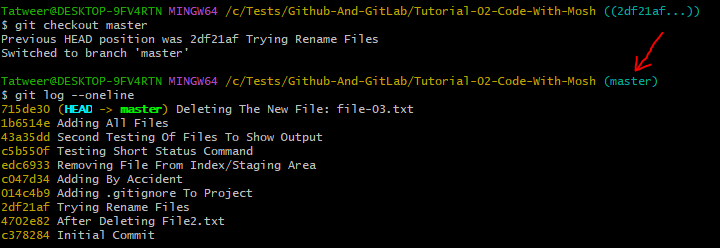 Tatweer@DESKTOP-9FV4RTN MINGW64 /c/Tests/Github-And-GitLab/Tutorial-02-Code-With-Mosh ((2df21af...))
$ git checkout master
Previous HEAD position was 2df21af Trying Rename Files
Switched to branch 'master'
Tatweer@DESKTOP-9FV4RTN MINGW64 /c/Tests/Github-And-GitLab/Tutorial-02-Code-With-Mosh (master)
$ git log --oneline
715de30 (HEAD -> master) Deleting The New File: file-03.txt
1b6514e Adding All Files
43a35dd Second Testing Of Files To Show Output
c5b550f Testing Short Status Command
edc6933 Removing File From Index/Staging Area
c047d34 Adding By Accident
014c4b9 Adding .gitignore To Project
2df21af Trying Rename Files
4702e82 After Deleting File2.txt
c378284 Initial Commit